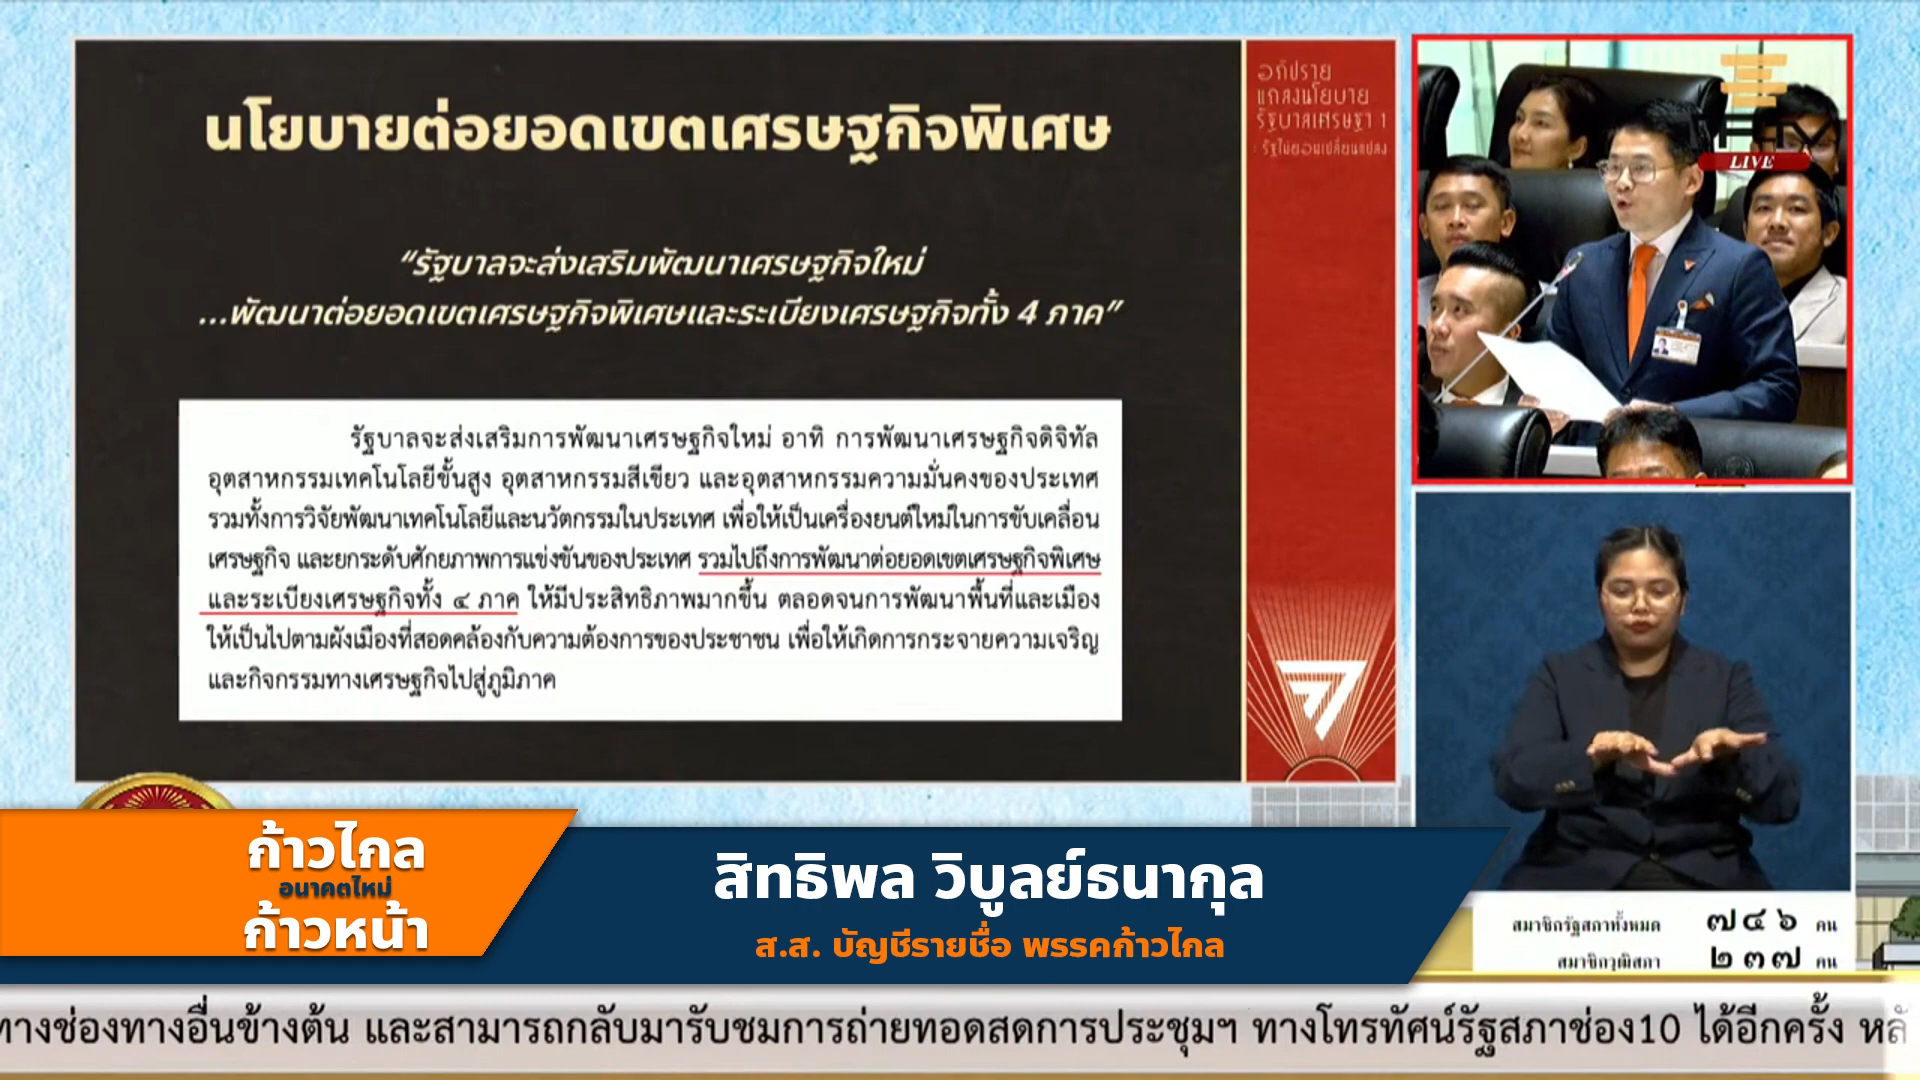 นโยบายต่อยอดเขตเศรษฐกิจพิเศษ
“รัฐบาลจะส่งเสริมพัฒนาเศรษฐกิจใหม่
...พัฒนาต่อยอดเขตเศรษฐกิจพิเศษและระเบียงเศรษฐกิจทั้ง 4 ภาค”
รัฐบาลจะส่งเสริมการพัฒนาเศรษฐกิจใหม่ อาทิ การพัฒนาเศรษฐกิจดิจิทัล
อุตสาหกรรมเทคโนโลยีขั้นสูง อุตสาหกรรมสีเขียว และอุตสาหกรรมความมั่นคงของประเทศ
รวมทั้งการวิจัยพัฒนาเทคโนโลยีและนวัตกรรมในประเทศ เพื่อให้เป็นเครื่องยนต์ใหม่ในการขับเคลื่อน
เศรษฐกิจ และยกระดับศักยภาพการแข่งขันของประเทศ รวมไปถึงการพัฒนาต่อยอดเขตเศรษฐกิจพิเศษ
และระเบียงเศรษฐกิจทั้ง ๔ ภาค ให้มีประสิทธิภาพมากขึ้น ตลอดจนการพัฒนาพื้นที่และเมือง
ให้เป็นไปตามผังเมืองที่สอดคล้องกับความต้องการของประชาชน เพื่อให้เกิดการกระจายความเจริญ
และกิจกรรมทางเศรษฐกิจไปสู่ภูมิภาค
อภิปราย
แถลงนโยบาย
รัฐบาลเศรษฐา 1
: รัฐไม่ยอมเปลี่ยนแปลง
LIVE
ก้าวไกล
อนาคตใหม่
ก้าวหน้า
สิทธิพล วิบูลย์ธนากุล
ส.ส. บัญชีรายชื่อ พรรคก้าวไกล
สมาชิกรัฐสภาทั้งหมด ๗๔๖ คน
สมาชิกวุฒิสภา ๒๓๗ คน
ทางช่องทางอื่นข้างต้น และสามารถกลับมารับชมการถ่ายทอดสดการประชุมฯ ทางโทรทัศน์รัฐสภาช่อง10 ได้อีกครั้ง หลั